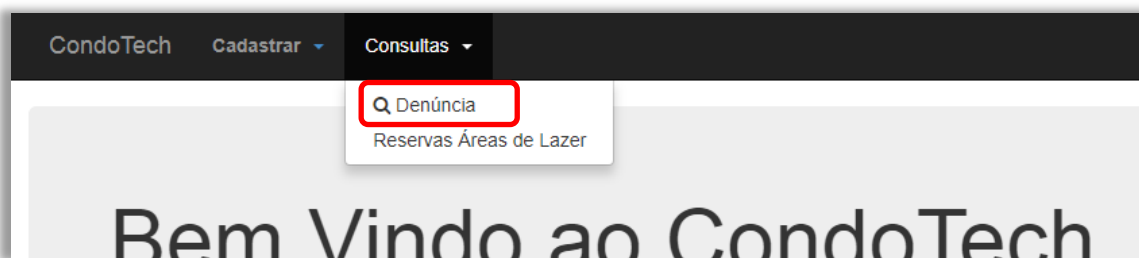 CondoTech Cadastrar Consultas
Denúncia
Reservas Áreas de Lazer
Bem Vindo ao CondoTech